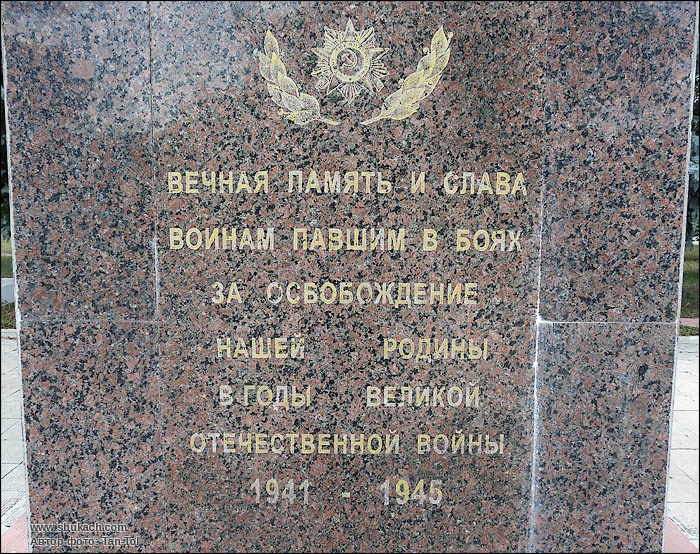 ВЕЧНАЯ ПАМЯТЬ И СЛАВА
ВОИНАМ ПАВШИМ В БОЯХ
ЗА ОСВОБОЖДЕНИЕ
НАШЕЙ РОДИНЫ
В ГОДЫ ВЕЛИКОЙ
ОТЕЧЕСТВЕННОЙ ВОЙНЫ
1941 - 1945
www.shukach.com
Автор фото- Tan-Tol